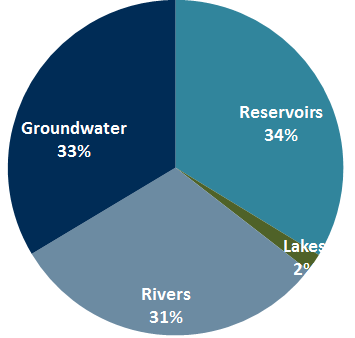 Reservoirs
34%
Lakes
2%
Rivers
31%
Groundwater
33%